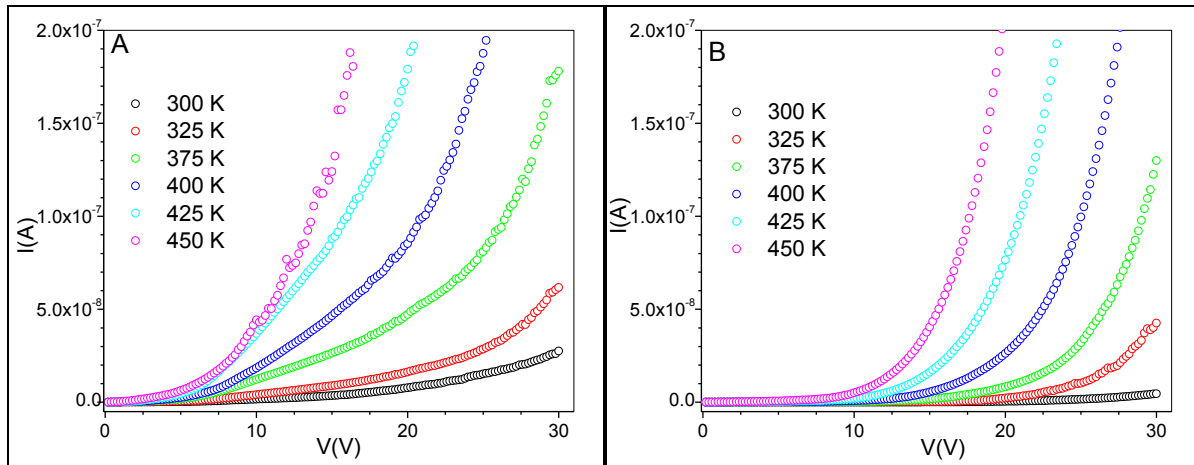 A
2.0x10⁻⁷
1.5x10⁻⁷
1.0x10⁻⁷
5.0x10⁻⁸
0.0
I(A)
300 K
325 K
375 K
400 K
425 K
450 K
0 10 20 30
V(V)
B
2.0x10⁻⁷
1.5x10⁻⁷
1.0x10⁻⁷
5.0x10⁻⁸
0.0
I(A)
300 K
325 K
375 K
400 K
425 K
450 K
0 10 20 30
V(V)